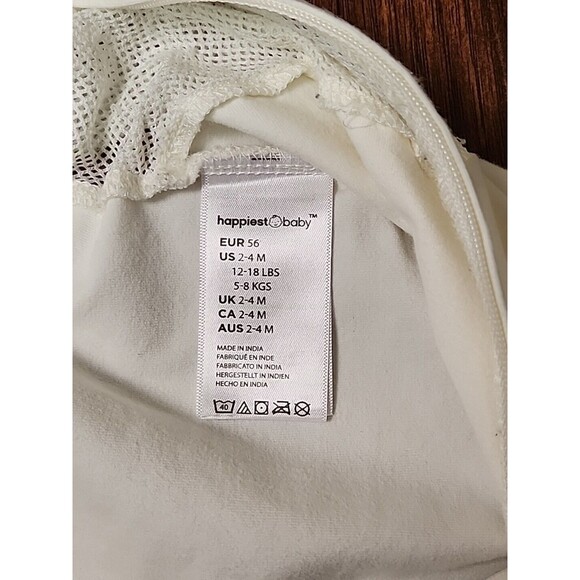 happiest baby™
EUR 56
US 2-4 M
12-18 LBS
5-8 KGS
UK 2-4 M
CA 2-4 M
AUS 2-4 M
MADE IN INDIA
FABRIQUÉ EN INDE
FABBRICATO IN INDIA
HERGESTELLT IN INDIEN
HECHO EN INDIA
40